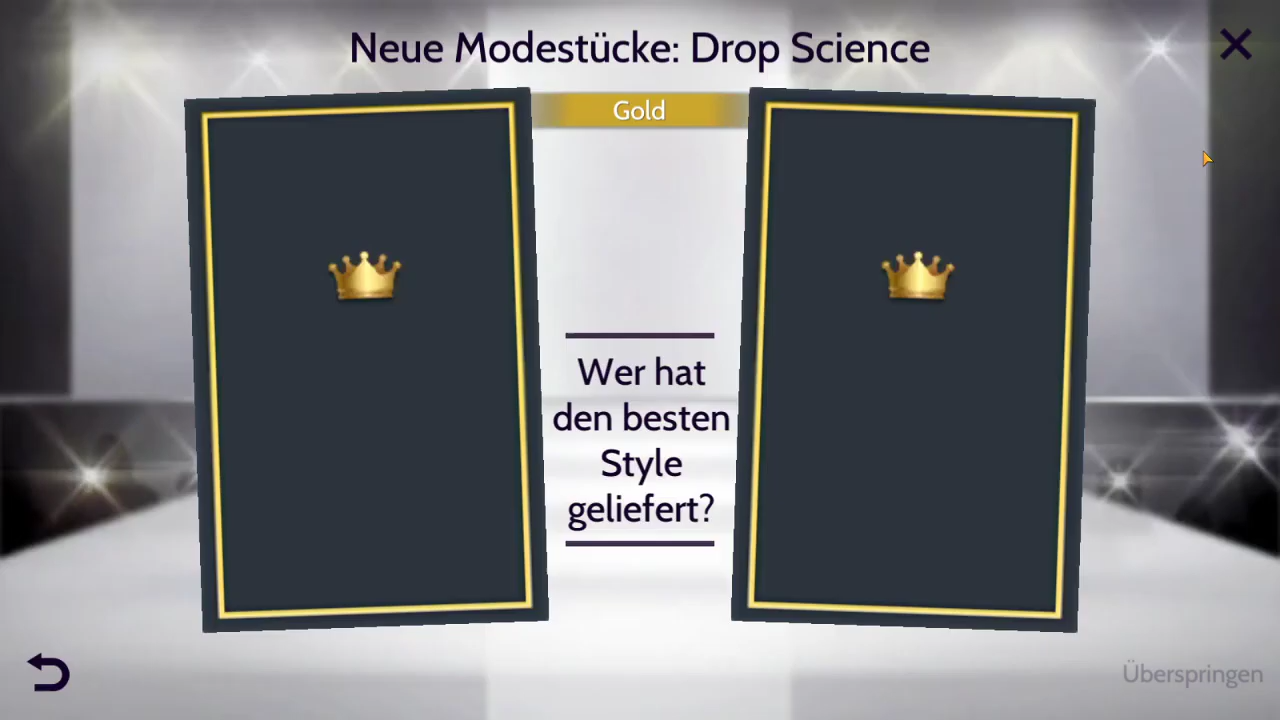 Neue Modestücke: Drop Science
Gold
Wer hat
den besten
Style
geliefert?
Überspringen